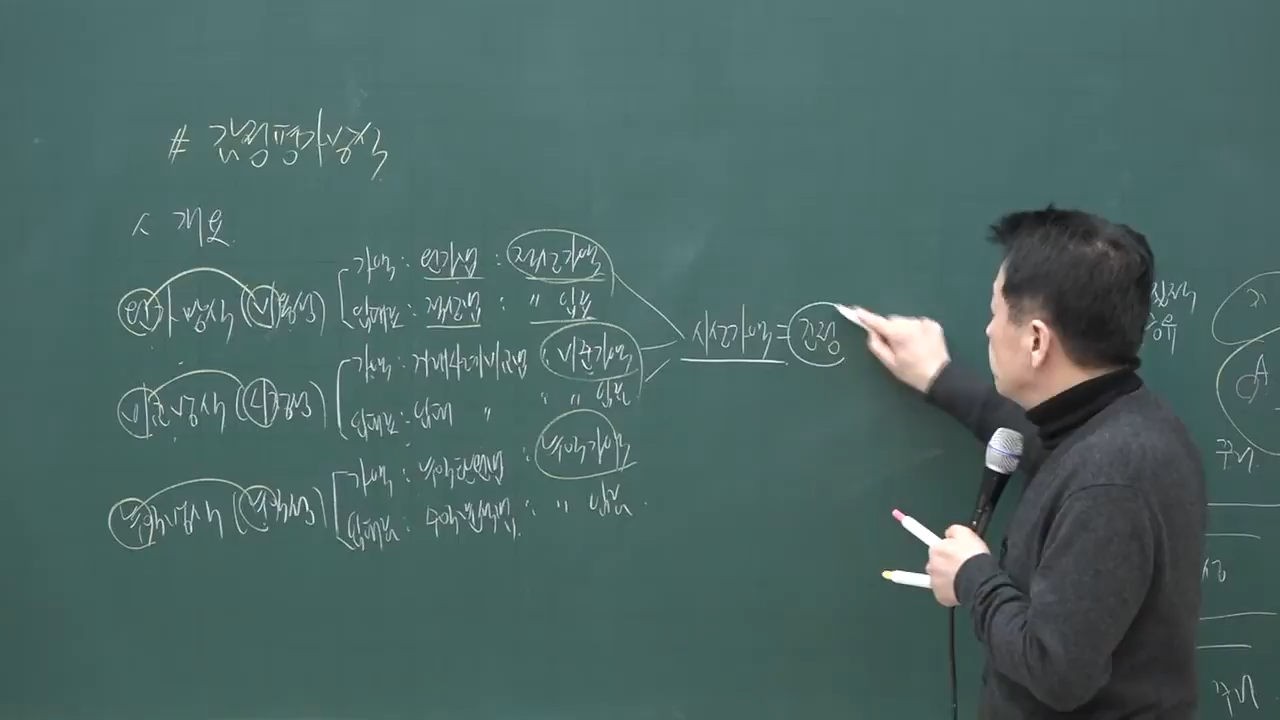 # 감정평가방식
1. 개요
원가방식 (비용성)
가액 : 원가법 : 적산가액
임대료 : 적산법 : 〃 임료
비교방식 (시장성)
가액 : 거래사례비교법 : 비준가액
임대료 : 임대 〃 : 〃 임료
수익방식 (수익성)
가액 : 수익환원법 : 수익가액
임대료 : 수익분석법 : 〃 임료
시산가액 = 조정